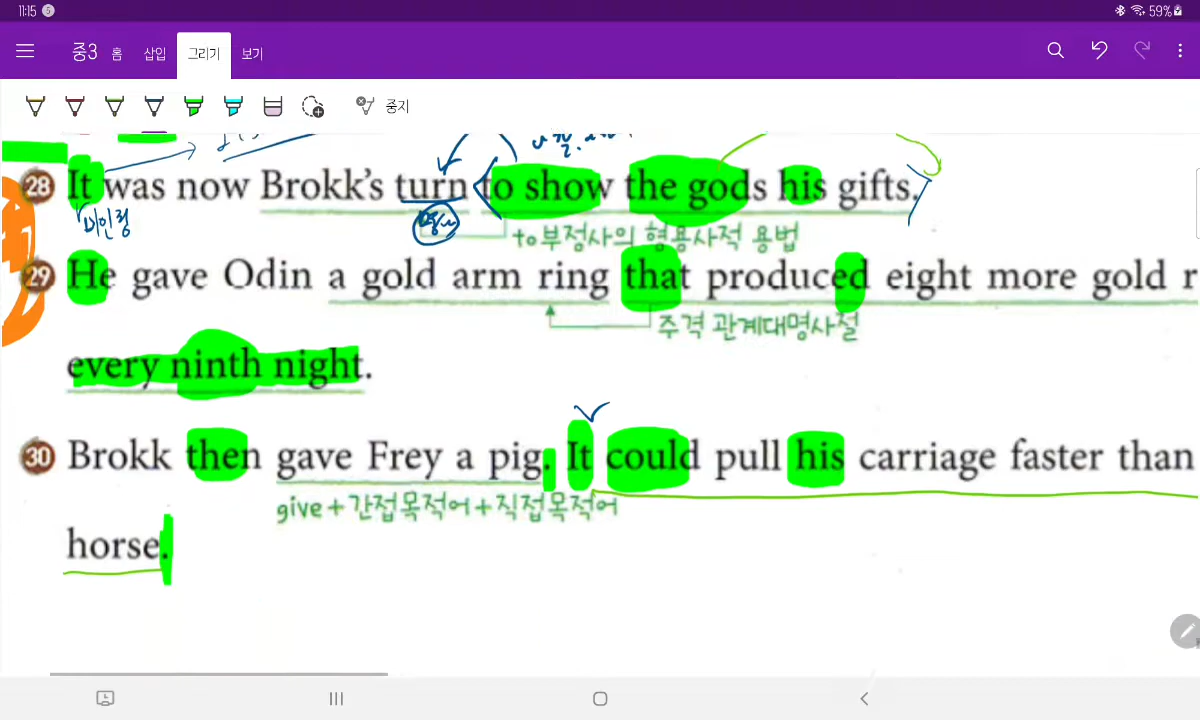 11:15 5 59%
중3 홈 삽입 그리기 보기
중지
28 It was now Brokk's turn to show the gods his gifts.
비인칭
명사
to부정사의 형용사적 용법
29 He gave Odin a gold arm ring that produced eight more gold r
주격 관계대명사절
every ninth night.
30 Brokk then gave Frey a pig. It could pull his carriage faster than
give+간접목적어+직접목적어
horse.